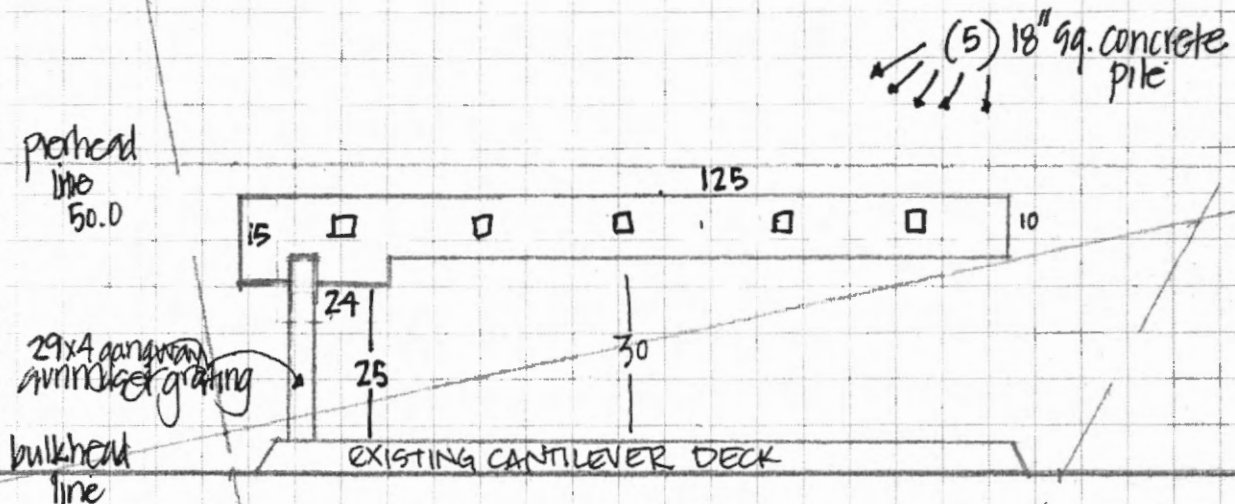 (5) 18" sq. concrete
pile
pierhead
line
50.0
125
15
10
24
29x4 gangway
grating
25
30
bulkhead
line
EXISTING CANTILEVER DECK